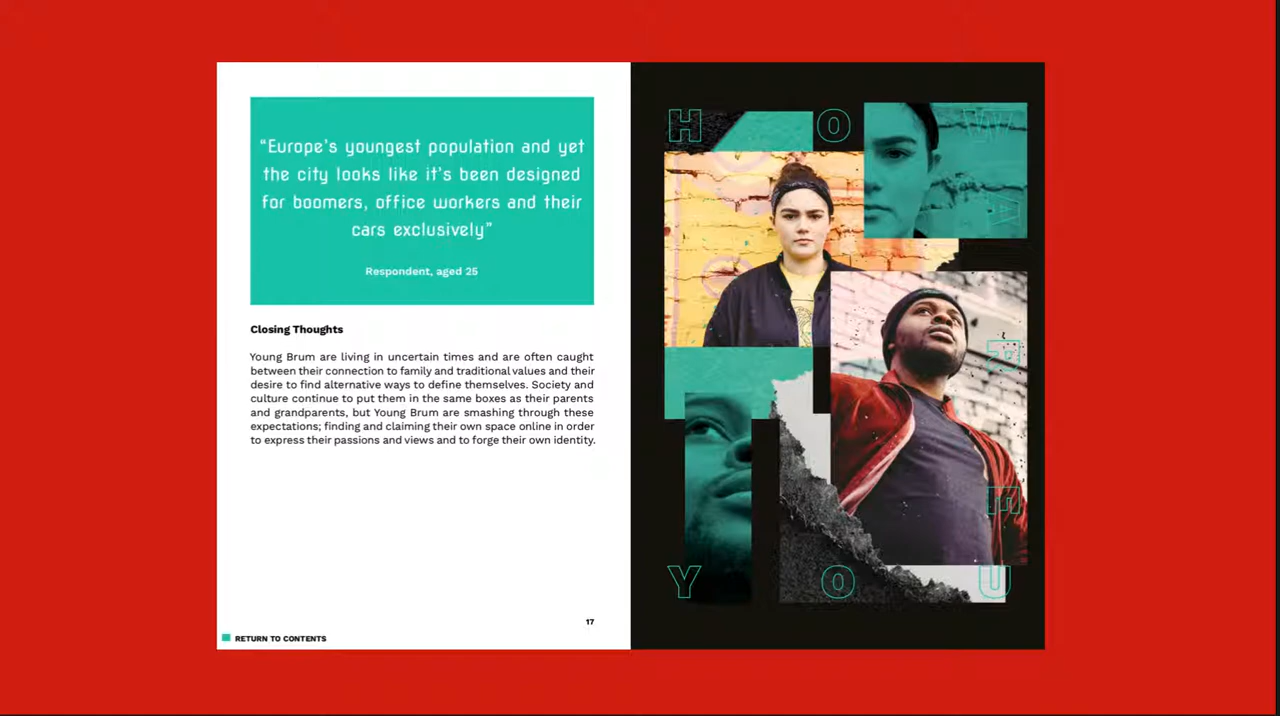 “Europe’s youngest population and yet
the city looks like it’s been designed
for boomers, office workers and their
cars exclusively”
Respondent, aged 25
Closing Thoughts
Young Brum are living in uncertain times and are often caught
between their connection to family and traditional values and their
desire to find alternative ways to define themselves. Society and
culture continue to put them in the same boxes as their parents
and grandparents, but Young Brum are smashing through these
expectations; finding and claiming their own space online in order
to express their passions and views and to forge their own identity.
17
RETURN TO CONTENTS
H O W
A
R
E
Y O U